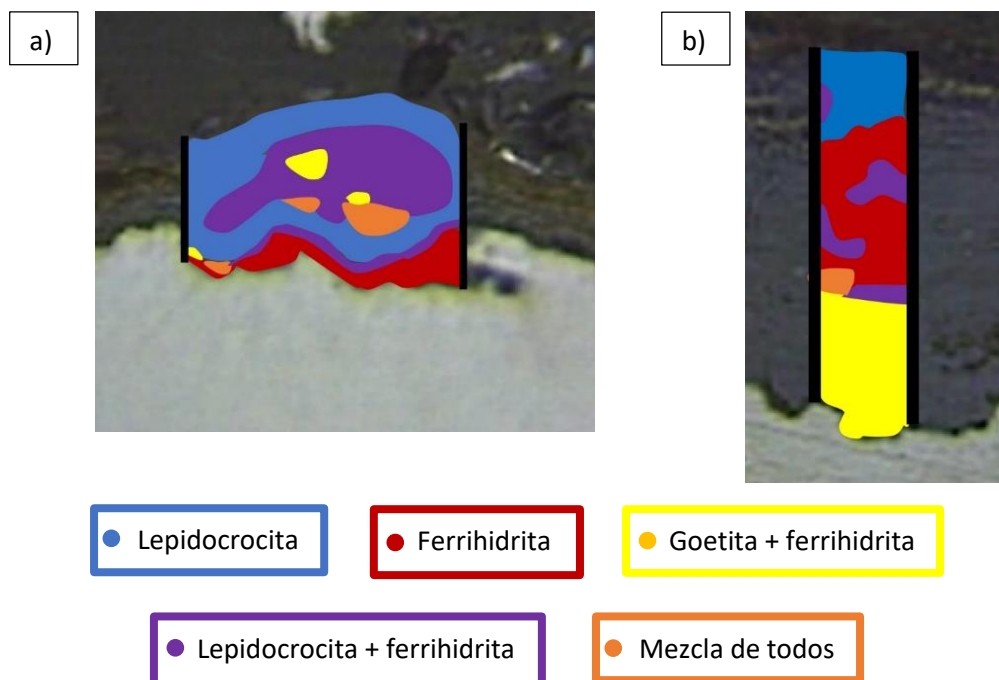 a)
b)
Lepidocrocita
Ferrihidrita
Goetita + ferrihidrita
Lepidocrocita + ferrihidrita
Mezcla de todos